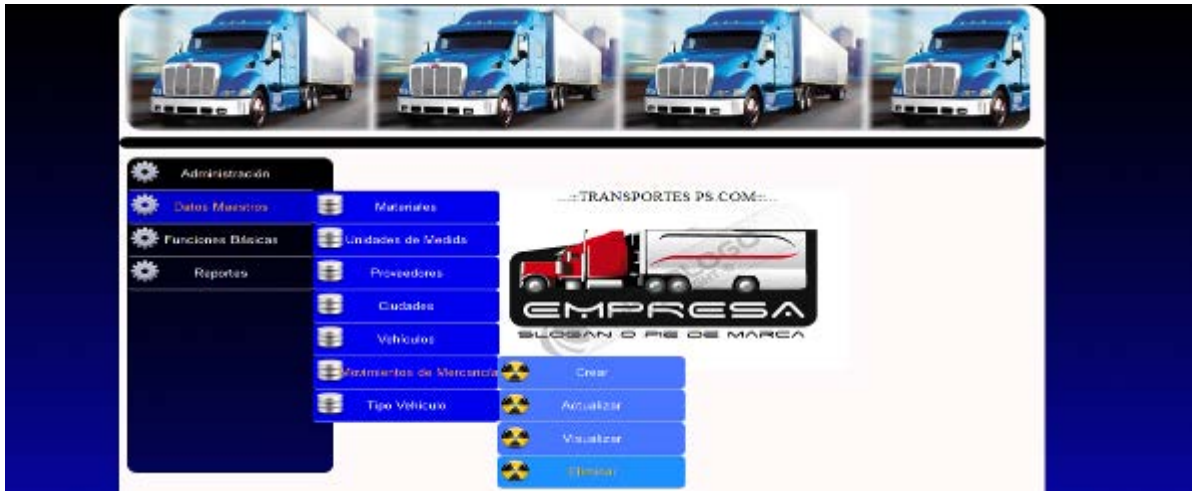 Administración
Datos Maestros
Funciones Básicas
Reportes
Materiales
Unidades de Medida
Proveedores
Ciudades
Vehículos
Movimientos de Mercancía
Tipo Vehículo
Crear
Actualizar
Visualizar
Eliminar
...::TRANSPORTES PS.COM::...
LOGO
EMPRESA
SLOGAN O PIE DE MARCA